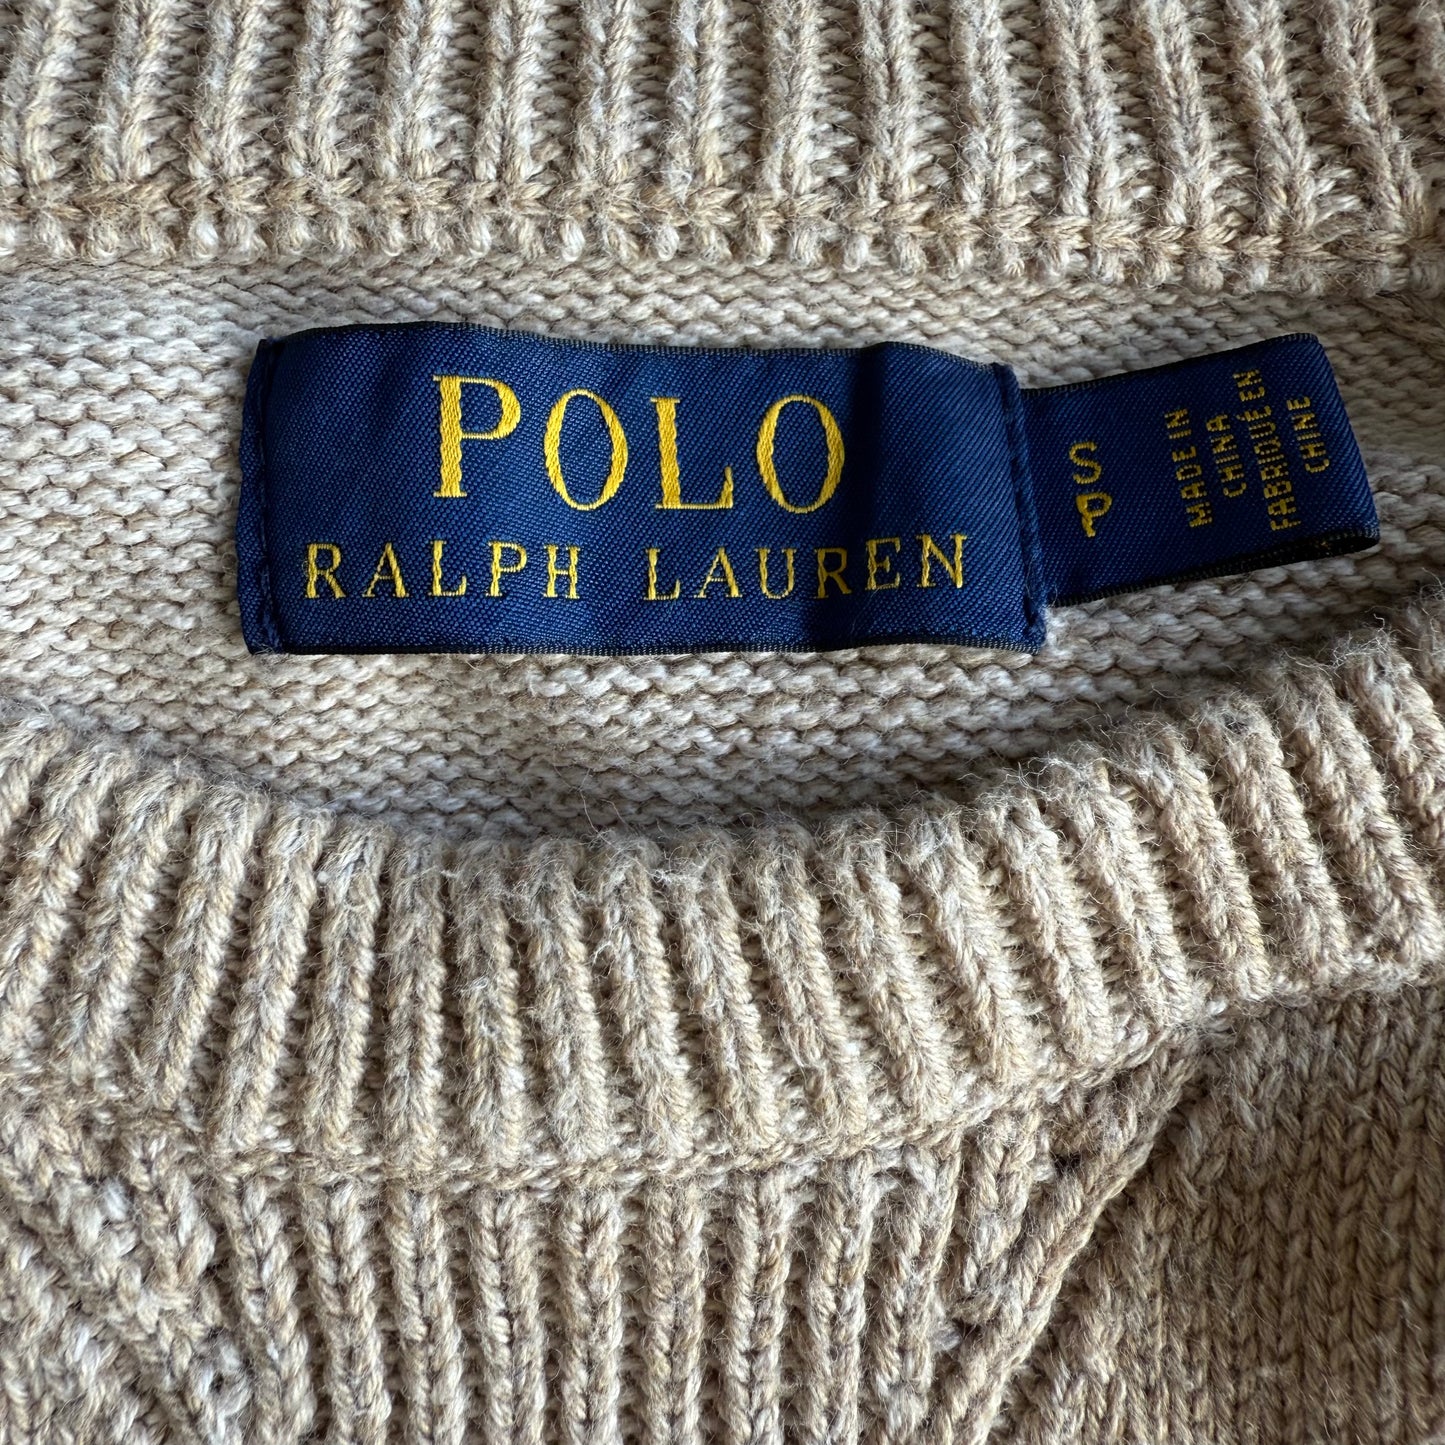 POLO
RALPH LAUREN
S
P
MADE IN
CHINA
FABRIQUÉ EN
CHINE